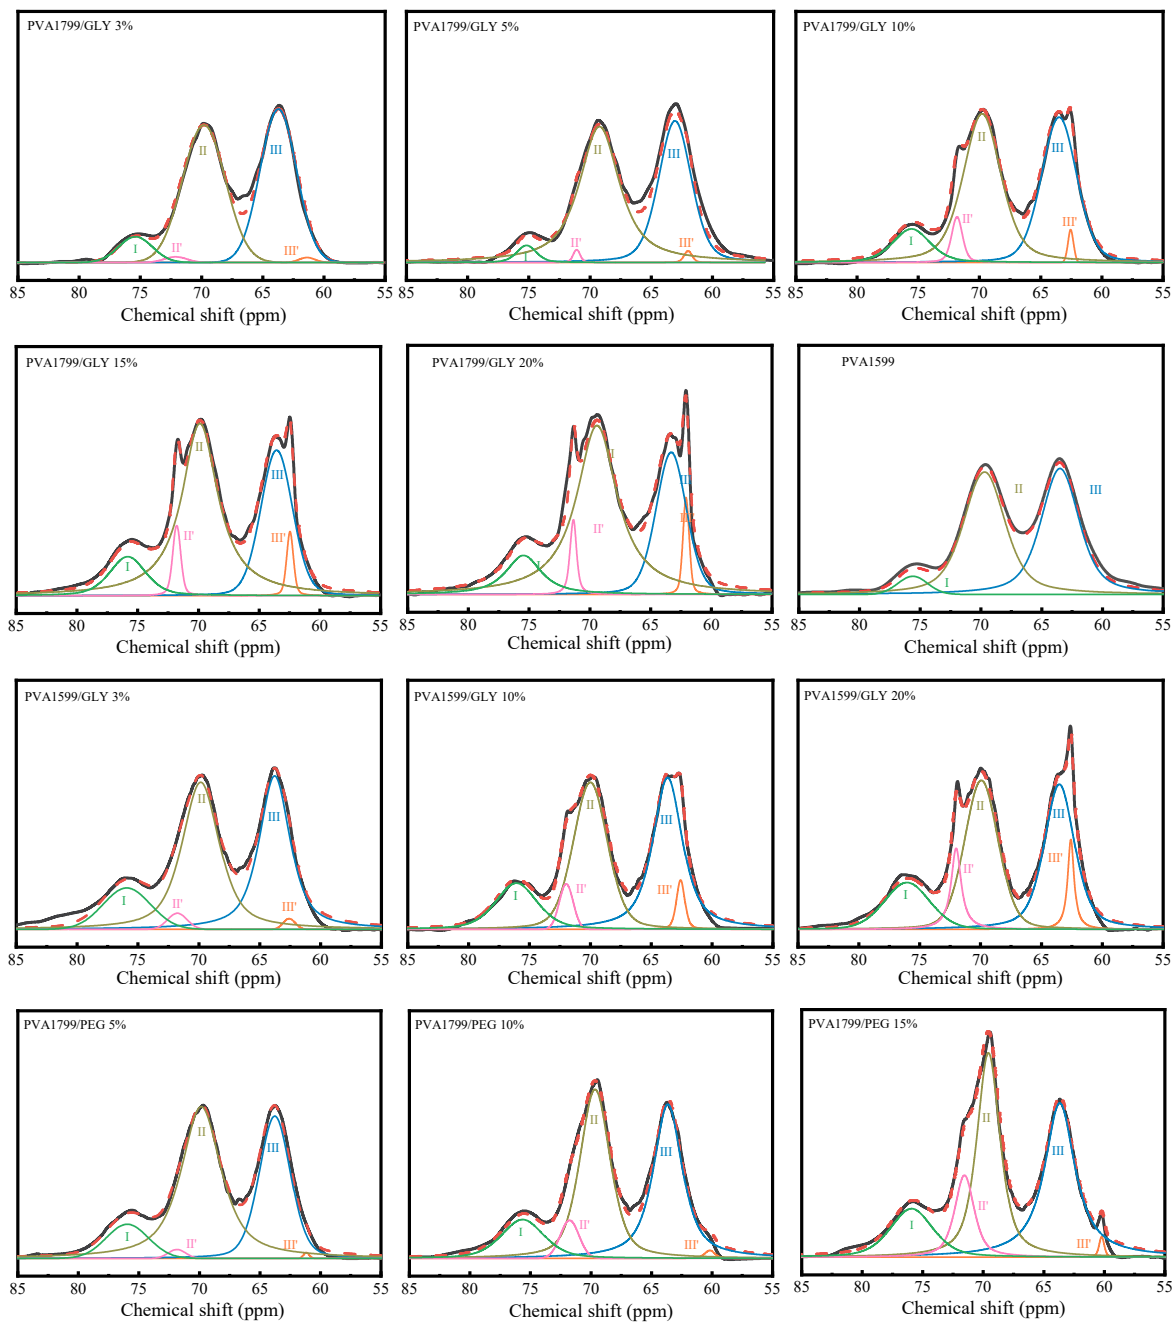 PVA1799/GLY 3%
I
II
II'
III
III'
85 80 75 70 65 60 55
Chemical shift (ppm)
PVA1799/GLY 5%
I
II
II'
III
III'
85 80 75 70 65 60 55
Chemical shift (ppm)
PVA1799/GLY 10%
I
II
II'
III
III'
85 80 75 70 65 60 55
Chemical shift (ppm)
PVA1799/GLY 15%
I
II
II'
III
III'
85 80 75 70 65 60 55
Chemical shift (ppm)
PVA1799/GLY 20%
I
I
II'
II
85 80 75 70 65 60 55
Chemical shift (ppm)
PVA1599
I
II
III
85 80 75 70 65 60 55
Chemical shift (ppm)
PVA1599/GLY 3%
I
II
II'
III
III'
85 80 75 70 65 60 55
Chemical shift (ppm)
PVA1599/GLY 10%
I
II
II'
III
III'
85 80 75 70 65 60 55
Chemical shift (ppm)
PVA1599/GLY 20%
I
II
II'
III
III'
85 80 75 70 65 60 55
Chemical shift (ppm)
PVA1799/PEG 5%
I
II
II'
III
III'
85 80 75 70 65 60 55
Chemical shift (ppm)
PVA1799/PEG 10%
I
II
II'
III
III'
85 80 75 70 65 60 55
Chemical shift (ppm)
PVA1799/PEG 15%
I
II
II'
III
III'
85 80 75 70 65 60 55
Chemical shift (ppm)